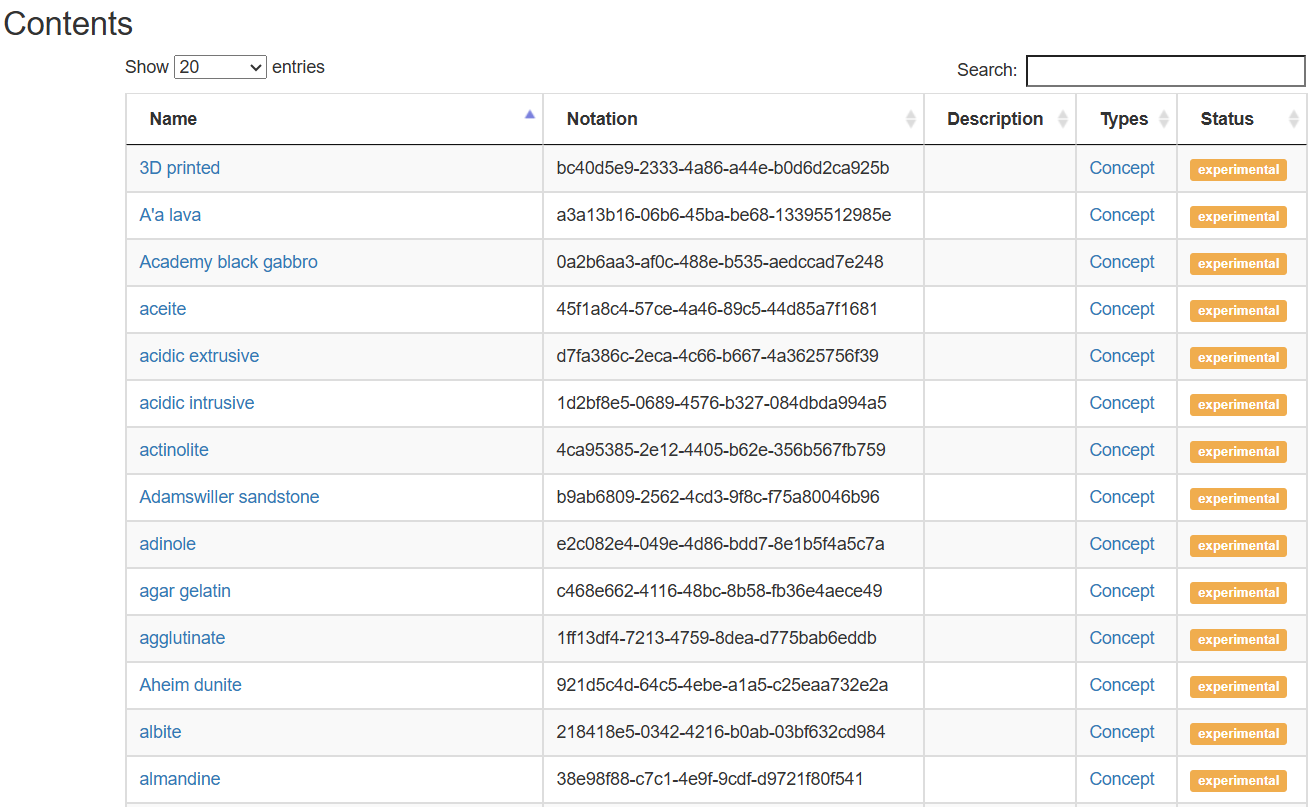 Contents
Show 20 entries Search:
Name Notation Description Types Status
3D printed bc40d5e9-2333-4a86-a44e-b0d6d2ca925b Concept experimental
A'a lava a3a13b16-06b6-45ba-be68-13395512985e Concept experimental
Academy black gabbro 0a2b6aa3-af0c-488e-b535-aedccad7e248 Concept experimental
aceite 45f1a8c4-57ce-4a46-89c5-44d85a7f1681 Concept experimental
acidic extrusive d7fa386c-2eca-4c66-b667-4a3625756f39 Concept experimental
acidic intrusive 1d2bf8e5-0689-4576-b327-084dbda994a5 Concept experimental
actinolite 4ca95385-2e12-4405-b62e-356b567fb759 Concept experimental
Adamswiller sandstone b9ab6809-2562-4cd3-9f8c-f75a80046b96 Concept experimental
adinole e2c082e4-049e-4d86-bdd7-8e1b5f4a5c7a Concept experimental
agar gelatin c468e662-4116-48bc-8b58-fb36e4aece49 Concept experimental
agglutinate 1ff13df4-7213-4759-8dea-d775bab6eddb Concept experimental
Aheim dunite 921d5c4d-64c5-4ebe-a1a5-c25eaa732e2a Concept experimental
albite 218418e5-0342-4216-b0ab-03bf632cd984 Concept experimental
almandine 38e98f88-c7c1-4e9f-9cdf-d9721f80f541 Concept experimental